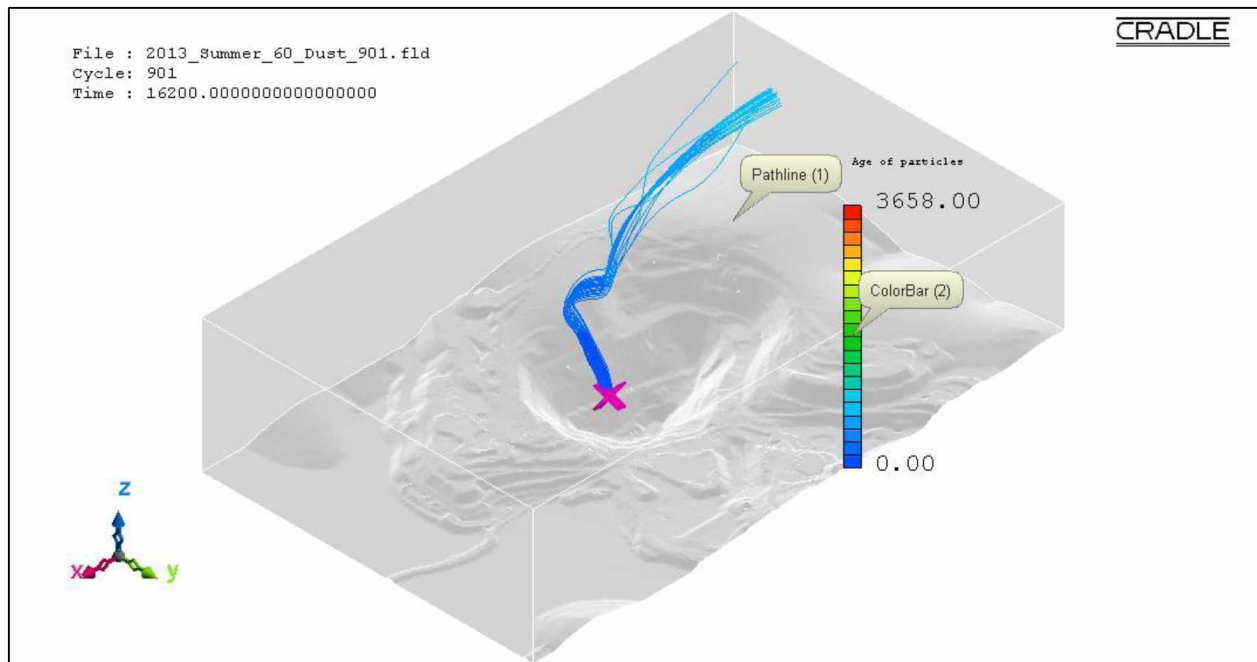 CRADLE
File : 2013_Summer_60_Dust_901.fld
Cycle: 901
Time : 16200.0000000000000000
Age of particles
Pathline (1)
3658.00
ColorBar (2)
0.00
z
x
y